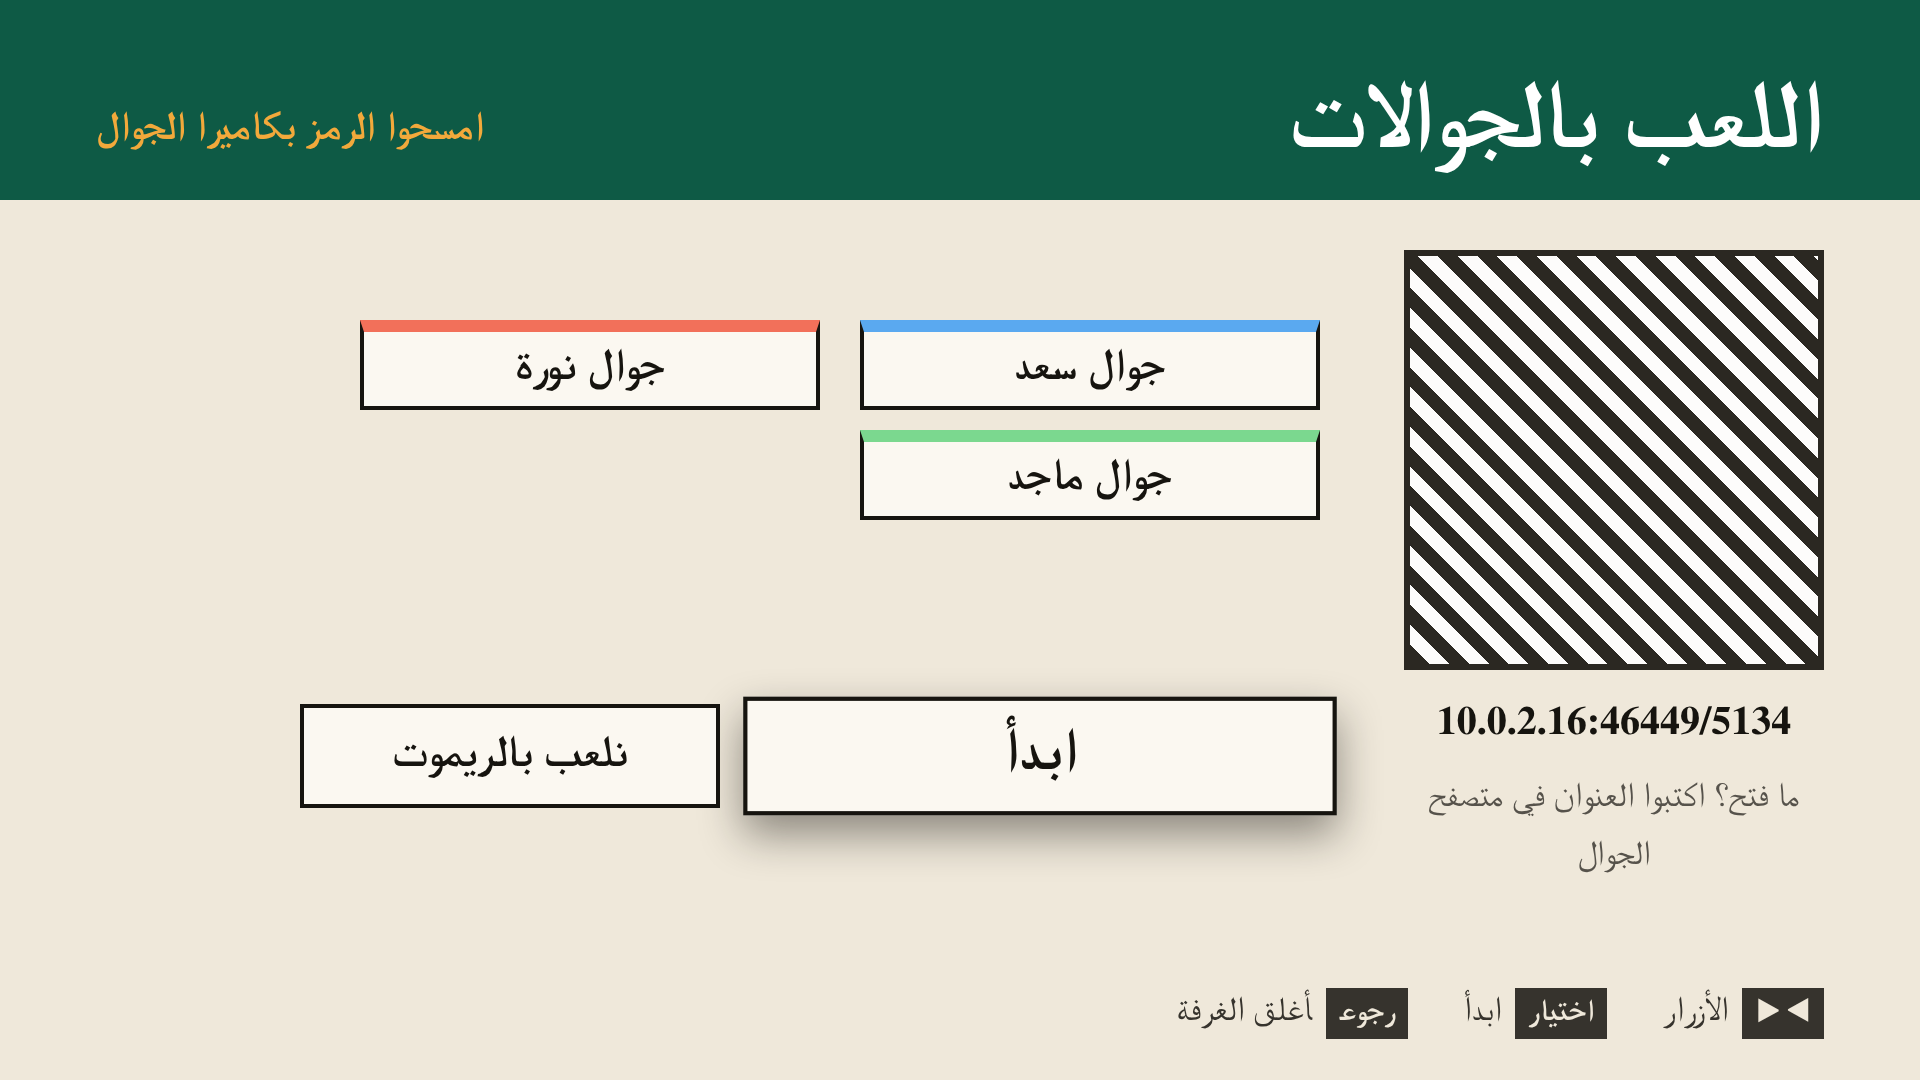 اللعب بالجوالات
امسحوا الرمز بكاميرا الجوال
جوال سعد
جوال نورة
جوال ماجد
ابدأ
نلعب بالريموت
10.0.2.16:46449/5134
ما فتح؟ اكتبوا العنوان في متصفح
الجوال
الأزرار
اختيار ابدأ
رجوع أغلق الغرفة